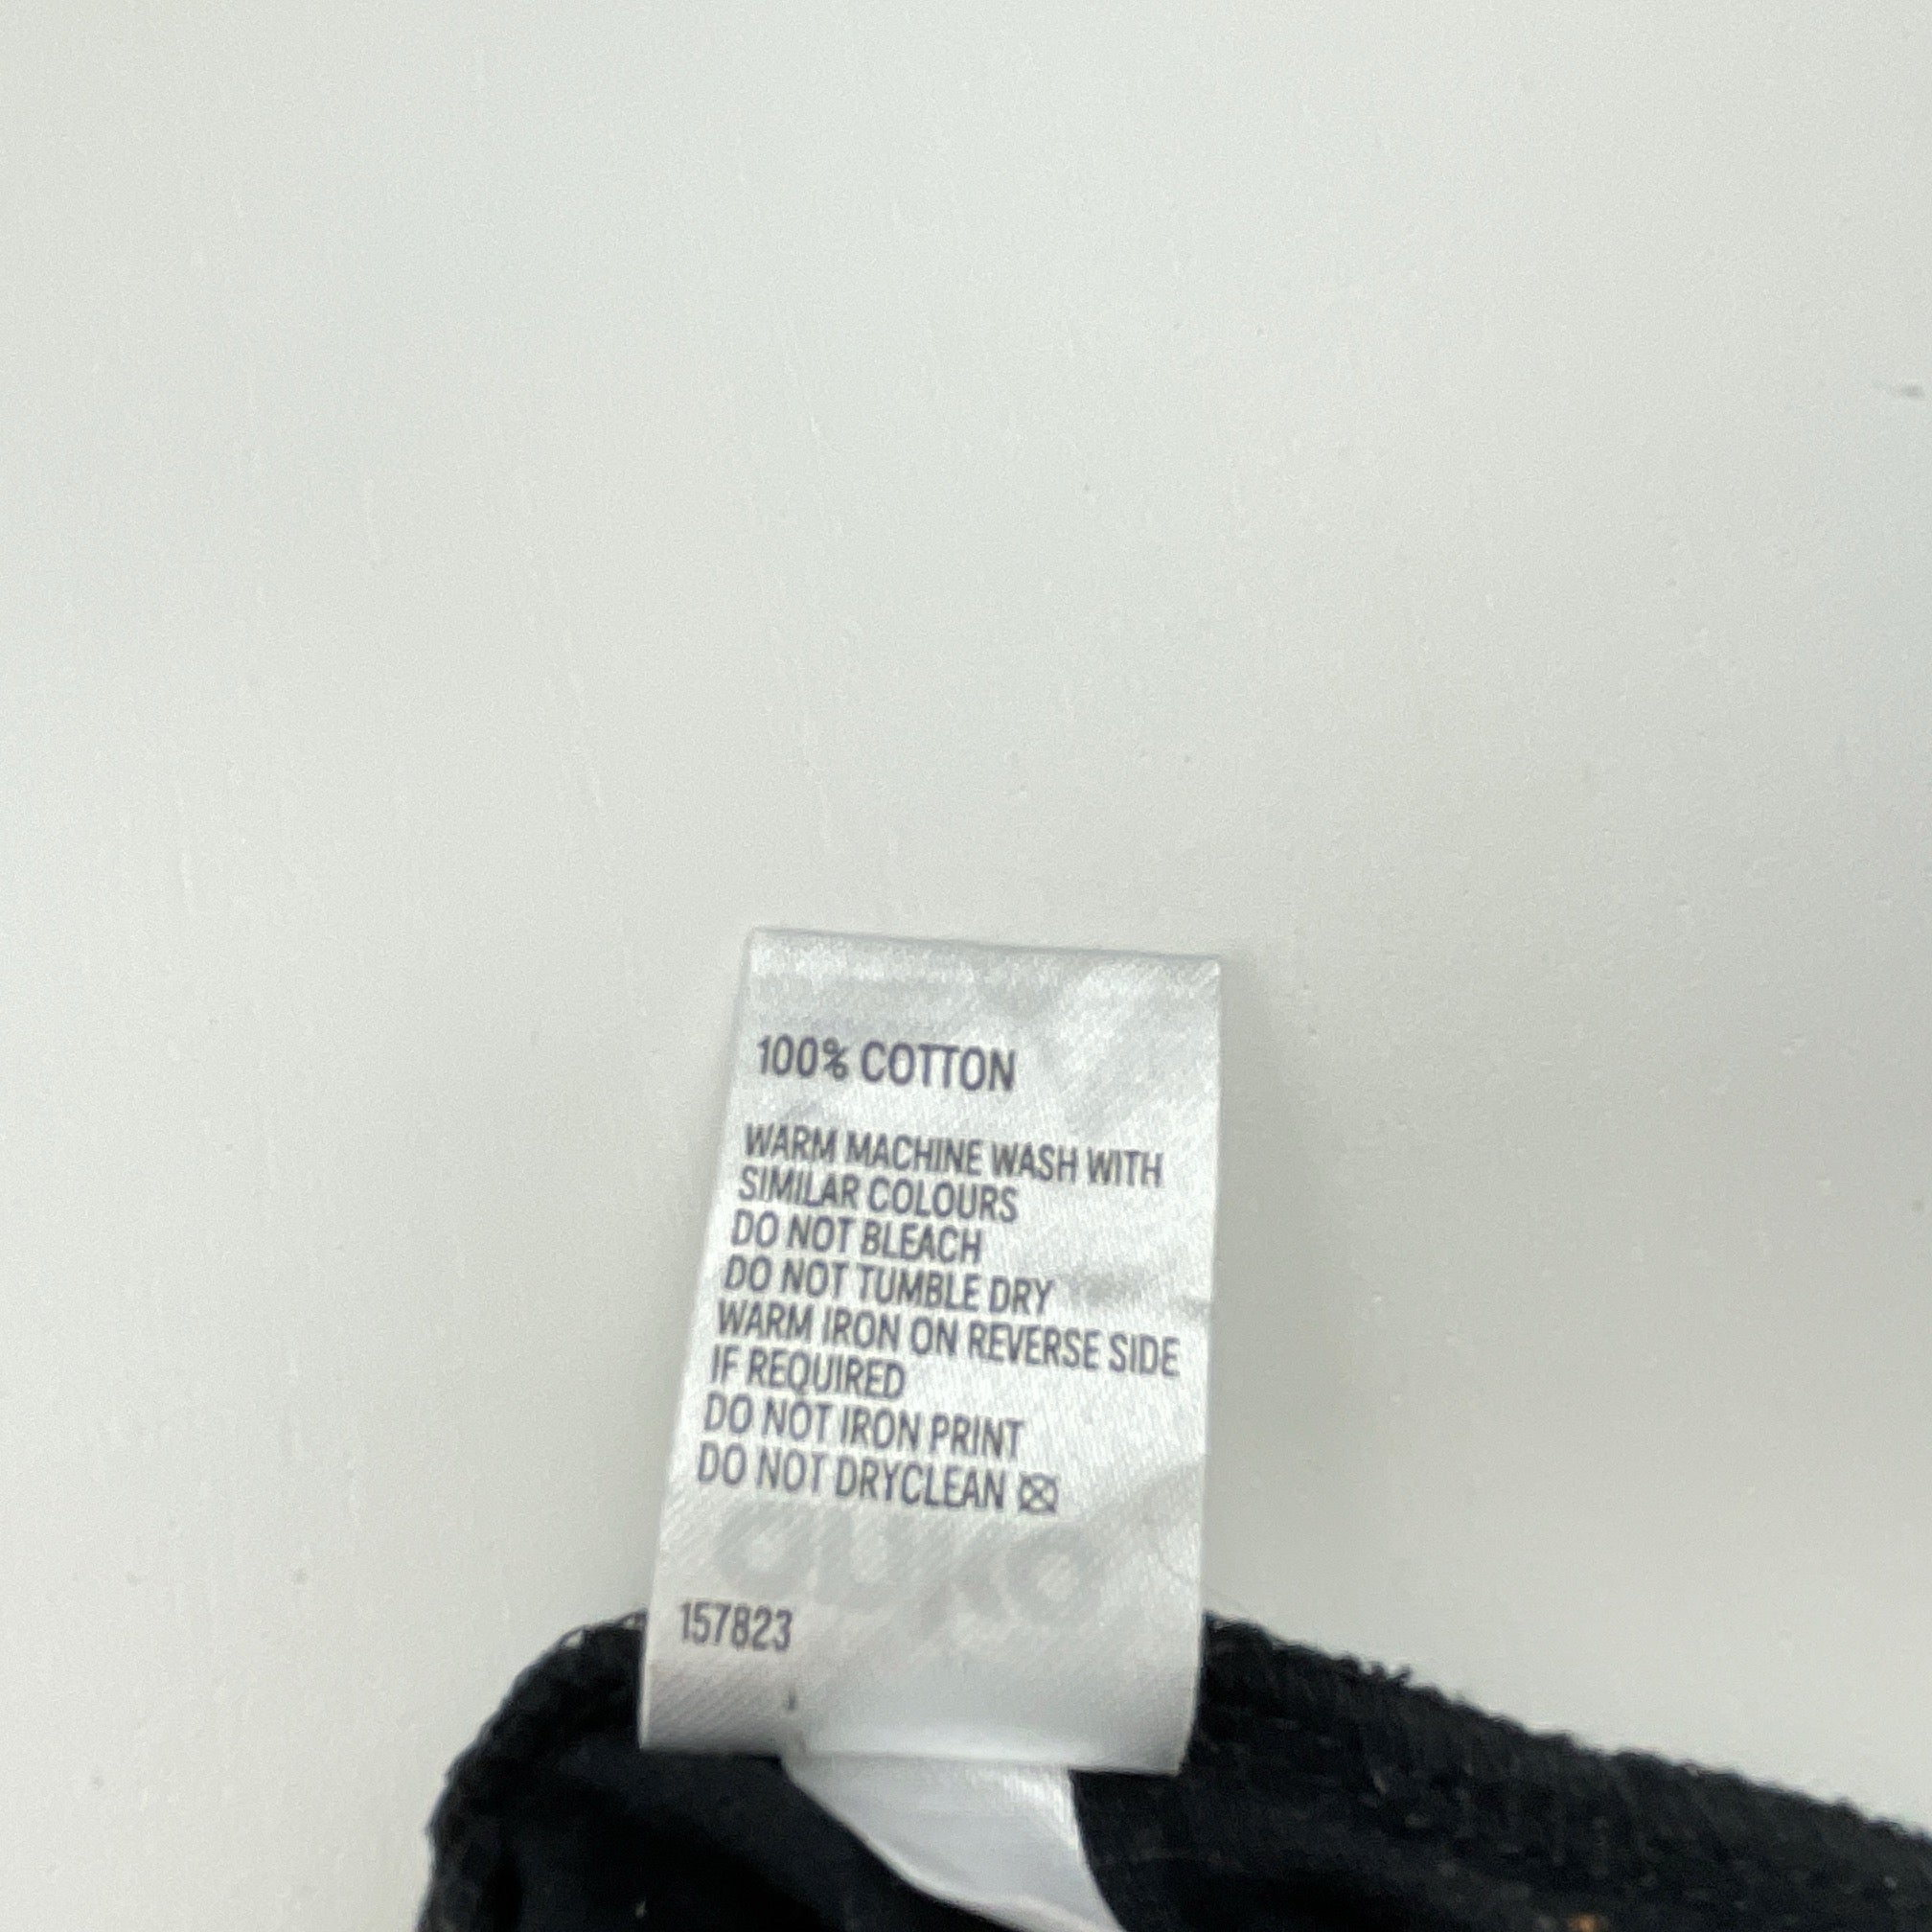 100% COTTON
WARM MACHINE WASH WITH
SIMILAR COLOURS
DO NOT BLEACH
DO NOT TUMBLE DRY
WARM IRON ON REVERSE SIDE
IF REQUIRED
DO NOT IRON PRINT
DO NOT DRYCLEAN
157823